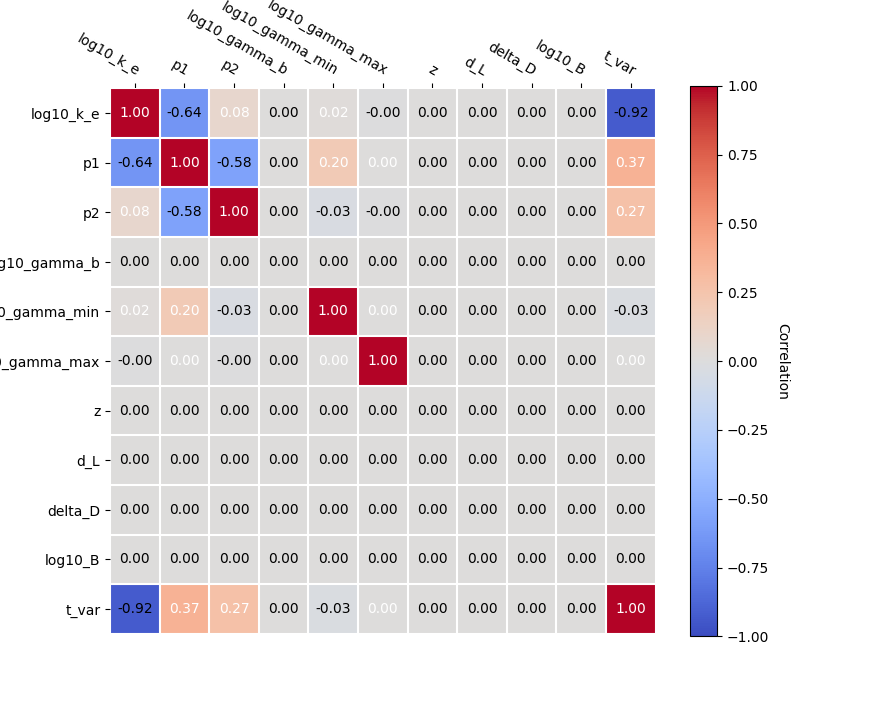 log10_k_e p1 p2 log10_gamma_b log10_gamma_min log10_gamma_max z d_L delta_D log10_B t_var
log10_k_e 1.00 -0.64 0.08 0.00 0.02 -0.00 0.00 0.00 0.00 0.00 -0.92
p1 -0.64 1.00 -0.58 0.00 0.20 0.00 0.00 0.00 0.00 0.00 0.37
p2 0.08 -0.58 1.00 0.00 -0.03 -0.00 0.00 0.00 0.00 0.00 0.27
g10_gamma_b 0.00 0.00 0.00 0.00 0.00 0.00 0.00 0.00 0.00 0.00 0.00
0_gamma_min 0.02 0.20 -0.03 0.00 1.00 0.00 0.00 0.00 0.00 0.00 -0.03
_gamma_max -0.00 0.00 -0.00 0.00 0.00 1.00 0.00 0.00 0.00 0.00 0.00
z 0.00 0.00 0.00 0.00 0.00 0.00 0.00 0.00 0.00 0.00 0.00
d_L 0.00 0.00 0.00 0.00 0.00 0.00 0.00 0.00 0.00 0.00 0.00
delta_D 0.00 0.00 0.00 0.00 0.00 0.00 0.00 0.00 0.00 0.00 0.00
log10_B 0.00 0.00 0.00 0.00 0.00 0.00 0.00 0.00 0.00 0.00 0.00
t_var -0.92 0.37 0.27 0.00 -0.03 0.00 0.00 0.00 0.00 0.00 1.00
1.00
0.75
0.50
0.25
0.00
−0.25
−0.50
−0.75
−1.00
Correlation